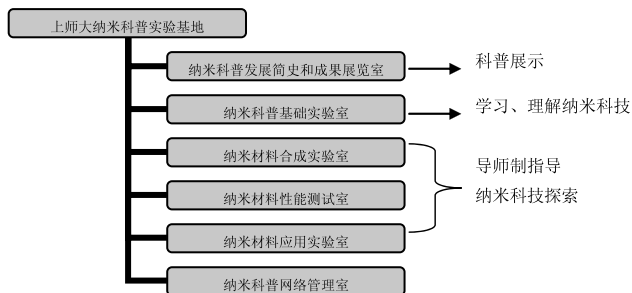 上师大纳米科普实验基地
纳米科普发展简史和成果展览室
科普展示
纳米科普基础实验室
学习、理解纳米科技
纳米材料合成实验室
纳米材料性能测试室
纳米材料应用实验室
导师制指导
纳米科技探索
纳米科普网络管理室